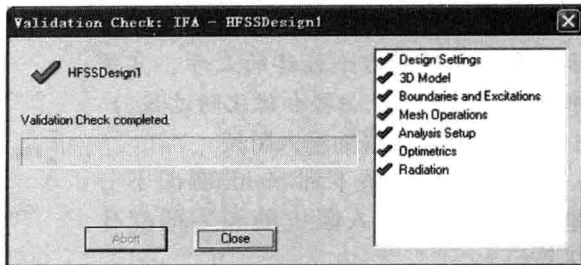 Validation Check: IFA - HFSSDesign1
HFSSDesign1
Validation Check completed.
Abort
Close
Design Settings
3D Model
Boundaries and Excitations
Mesh Operations
Analysis Setup
Optimetrics
Radiation